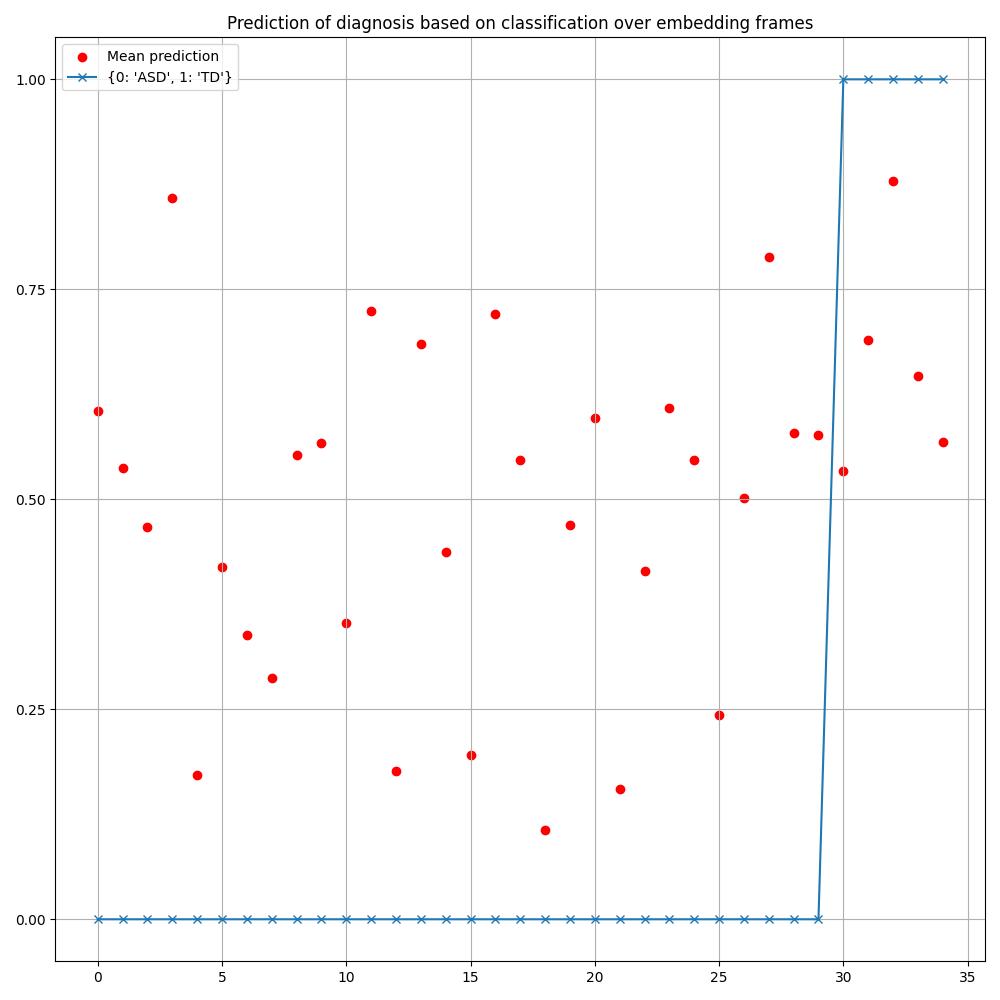 Prediction of diagnosis based on classification over embedding frames
Mean prediction
{0: 'ASD', 1: 'TD'}
1.00
0.75
0.50
0.25
0.00
0 5 10 15 20 25 30 35